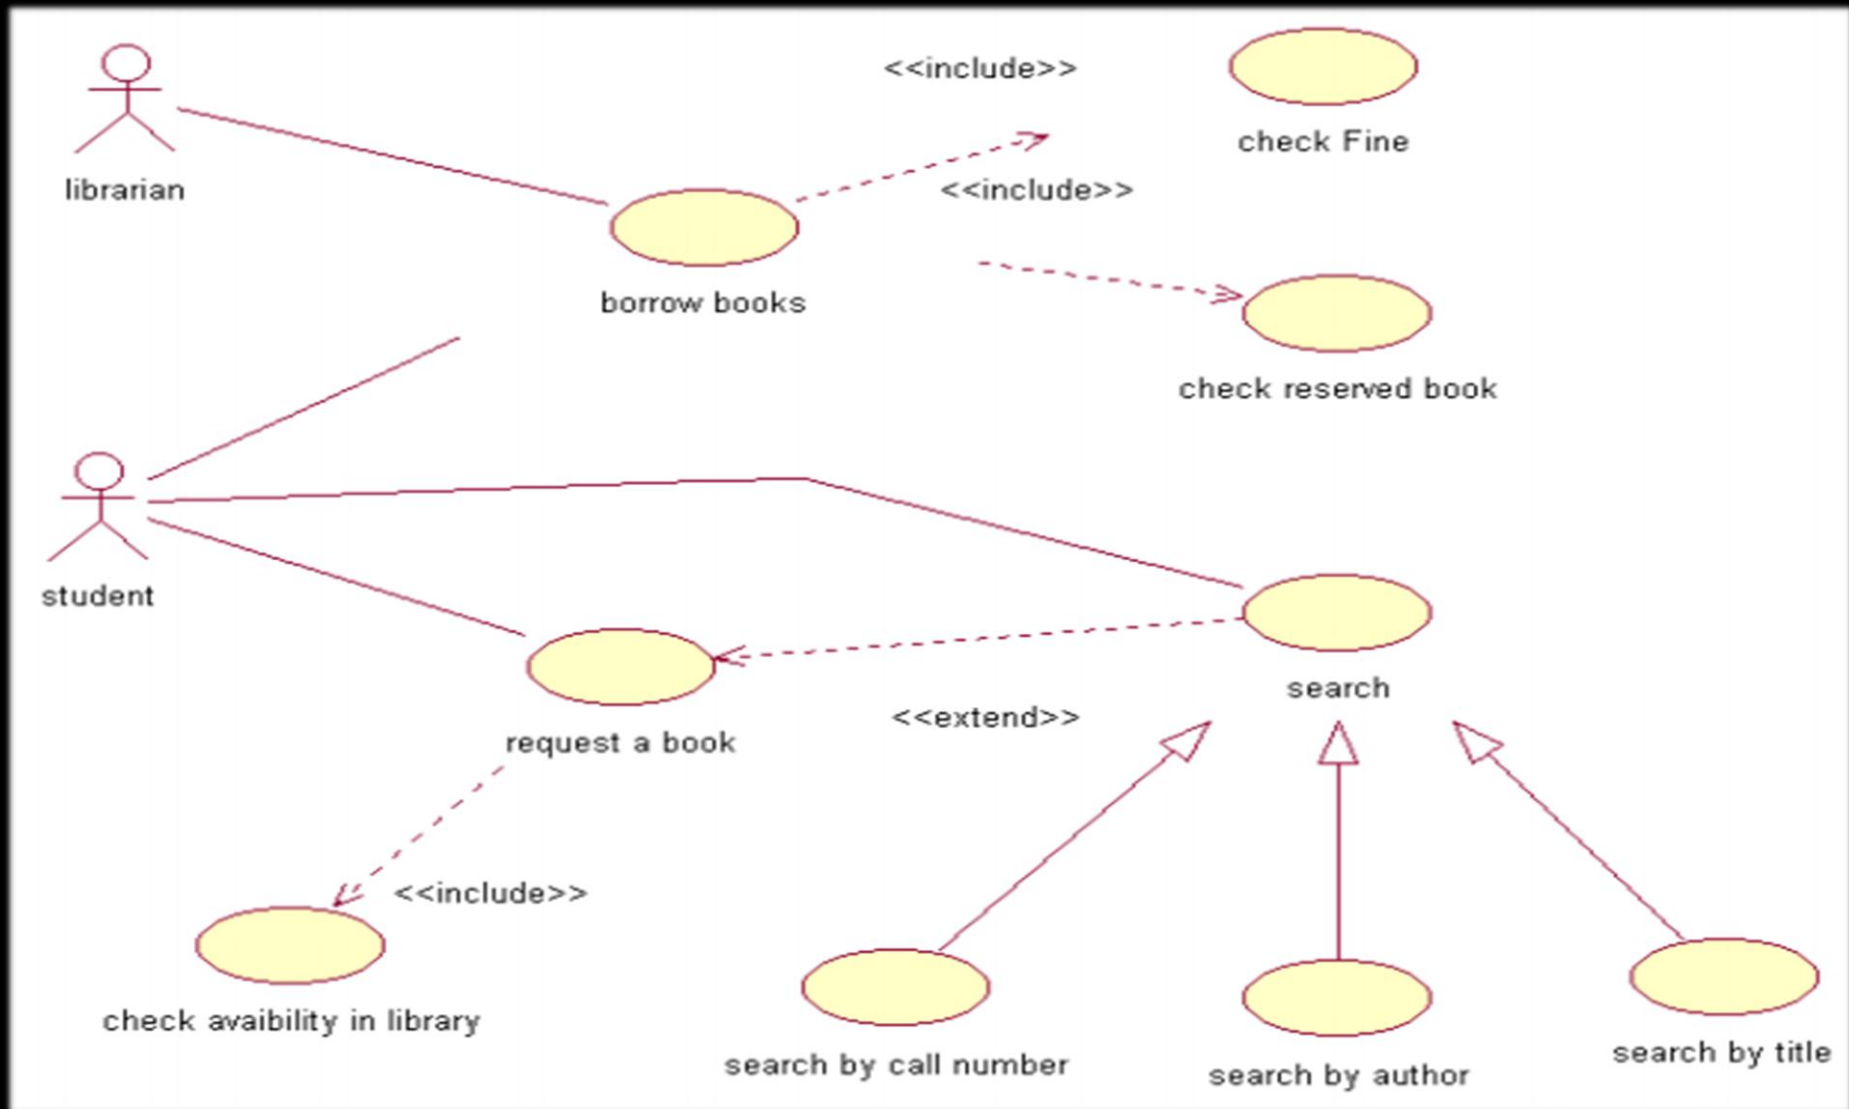 <<include>>
check Fine
librarian
<<include>>
borrow books
check reserved book
student
search
<<extend>>
request a book
<<include>>
check avaibility in library
search by call number
search by author
search by title